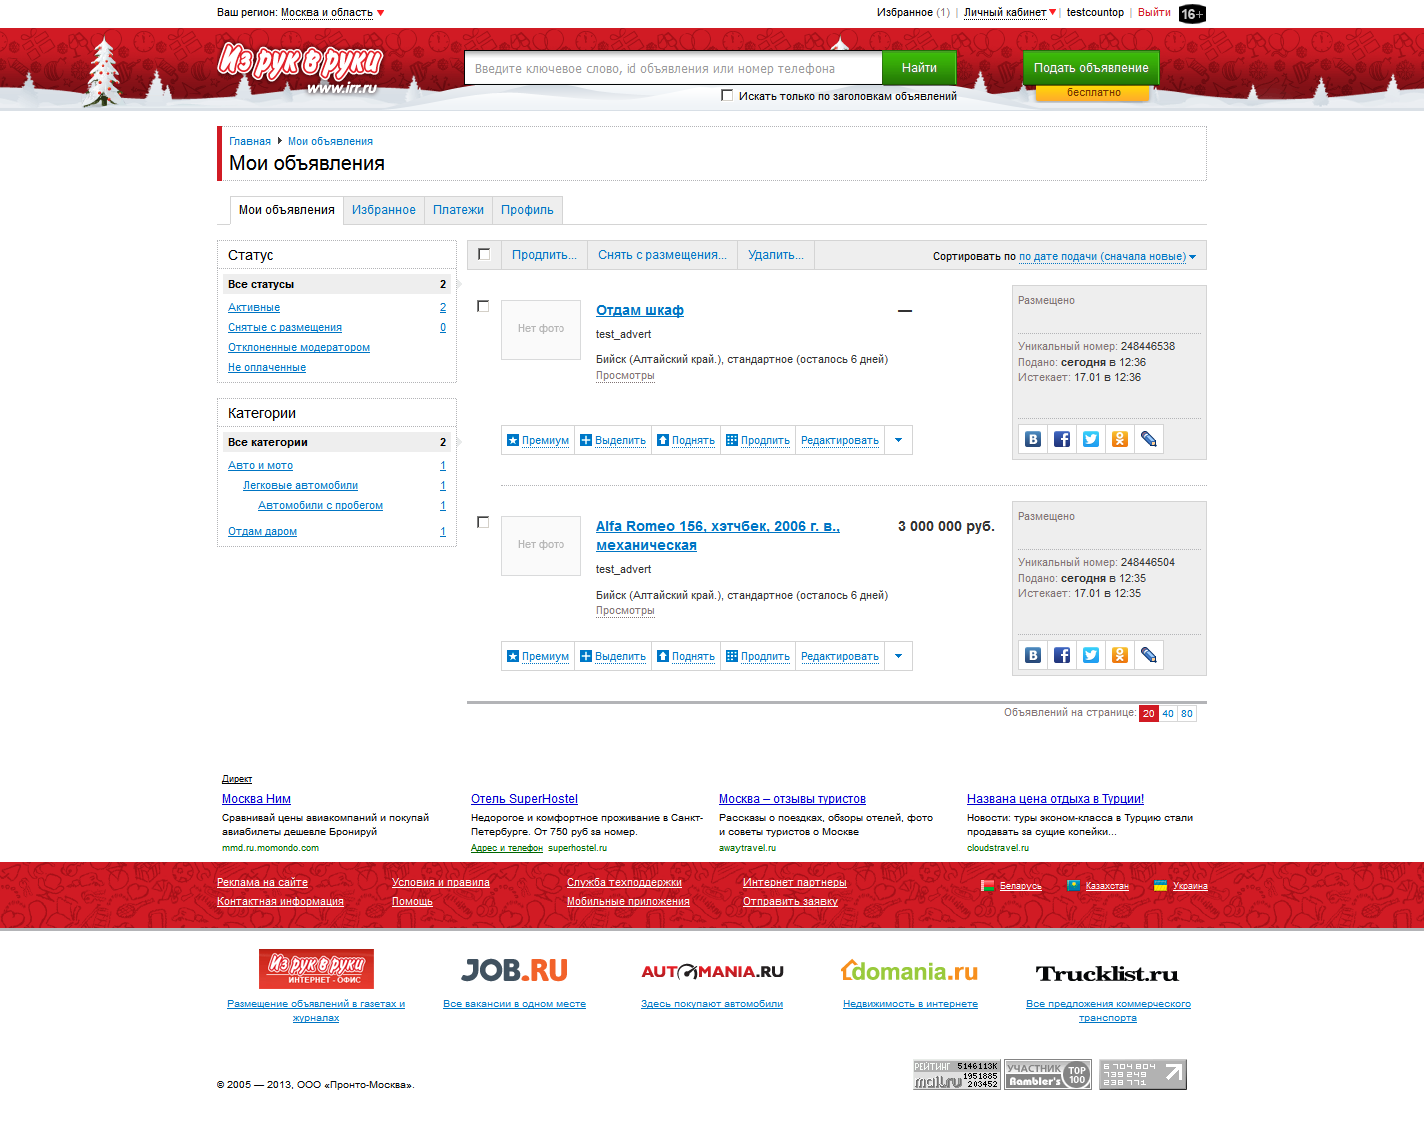 Ваш регион: Москва и область
Избранное (1) | Личный кабинет | testcountop | Выйти 16+
Из рук в руки
www.irr.ru
Введите ключевое слово, id объявления или номер телефона
Найти
Подать объявление
бесплатно
Искать только по заголовкам объявлений
Главная Мои объявления
Мои объявления
Мои объявления Избранное Платежи Профиль
Статус
Все статусы 2
Активные 2
Снятые с размещения 0
Отклоненные модератором
Не оплаченные
Категории
Все категории 2
Авто и мото 1
Легковые автомобили 1
Автомобили с пробегом 1
Отдам даром 1
Продлить... Снять с размещения... Удалить...
Сортировать по по дате подачи (сначала новые)
Нет фото
Отдам шкаф —
test_advert
Бийск (Алтайский край.), стандартное (осталось 6 дней)
Просмотры
Премиум Выделить Поднять Продлить Редактировать
Размещено
Уникальный номер: 248446538
Подано: сегодня в 12:36
Истекает: 17.01 в 12:36
Нет фото
Alfa Romeo 156, хэтчбек, 2006 г. в.,
механическая
3 000 000 руб.
test_advert
Бийск (Алтайский край.), стандартное (осталось 6 дней)
Просмотры
Премиум Выделить Поднять Продлить Редактировать
Размещено
Уникальный номер: 248446504
Подано: сегодня в 12:35
Истекает: 17.01 в 12:35
Объявлений на странице: 20 40 80
Директ
Москва Ним
Сравнивай цены авиакомпаний и покупай
авиабилеты дешевле Бронируй
mmd.ru.momondo.com
Отель SuperHostel
Недорогое и комфортное проживание в Санкт-
Петербурге. От 750 руб за номер.
Адрес и телефон superhostel.ru
Москва – отзывы туристов
Рассказы о поездках, обзоры отелей, фото
и советы туристов о Москве
awaytravel.ru
Названа цена отдыха в Турции!
Новости: туры эконом-класса в Турцию стали
продавать за сущие копейки...
cloudstravel.ru
Реклама на сайте Условия и правила Служба техподдержки Интернет партнеры
Беларусь Казахстан Украина
Контактная информация Помощь Мобильные приложения Отправить заявку
Из рук в руки
ИНТЕРНЕТ - ОФИС
Размещение объявлений в газетах и
журналах
JOB.RU
Все вакансии в одном месте
AUTOMANIA.RU
Здесь покупают автомобили
domania.ru
Недвижимость в интернете
Trucklist.ru
Все предложения коммерческого
транспорта
© 2005 — 2013, ООО «Пронто-Москва».
РЕЙТИНГ 5146113K
mail.ru 1951885
203452
УЧАСТНИК
Rambler's
TOP
100
6 704 804
739 249
238 771